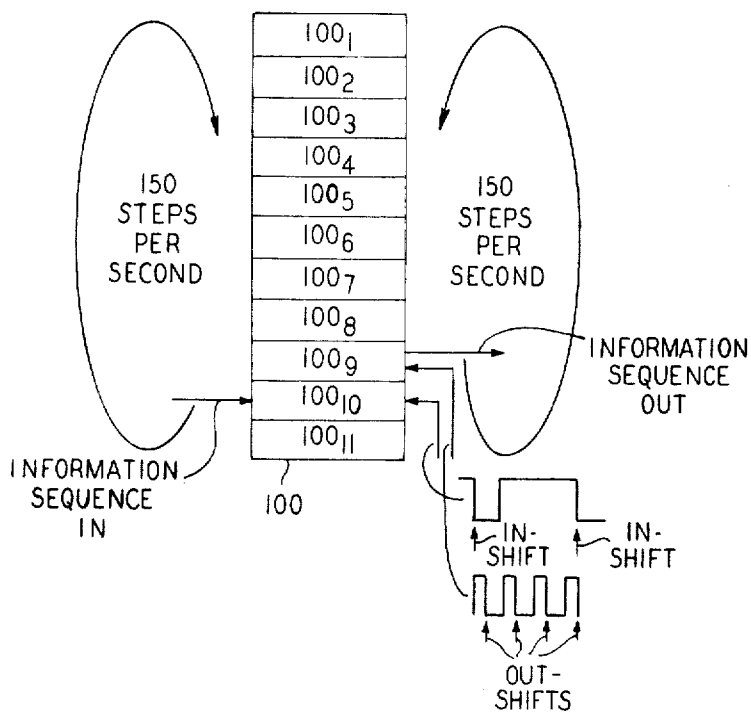 100₁
100₂
100₃
100₄
100₅
100₆
100₇
100₈
100₉
100₁₀
100₁₁
150
STEPS
PER
SECOND
150
STEPS
PER
SECOND
INFORMATION
SEQUENCE
OUT
INFORMATION
SEQUENCE
IN
100
IN-
SHIFT
IN-
SHIFT
OUT-
SHIFTS